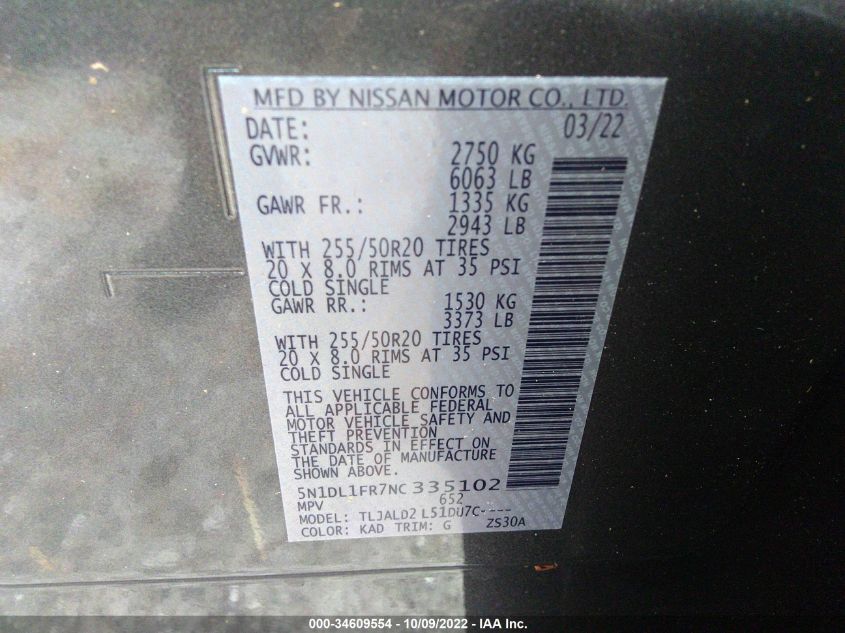 MFD BY NISSAN MOTOR CO., LTD.
DATE: 03/22
GVWR: 2750 KG
6063 LB
GAWR FR.: 1335 KG
2943 LB
WITH 255/50R20 TIRES
20 X 8.0 RIMS AT 35 PSI
COLD SINGLE
GAWR RR.: 1530 KG
3373 LB
WITH 255/50R20 TIRES
20 X 8.0 RIMS AT 35 PSI
COLD SINGLE
THIS VEHICLE CONFORMS TO
ALL APPLICABLE FEDERAL
MOTOR VEHICLE SAFETY AND
THEFT PREVENTION
STANDARDS IN EFFECT ON
THE DATE OF MANUFACTURE
SHOWN ABOVE.
5N1DL1FR7NC335102
MPV 652
MODEL: TLJALD2 L51DU7C----
COLOR: KAD TRIM: G ZS30A
000-34609554 - 10/09/2022 - IAA Inc.